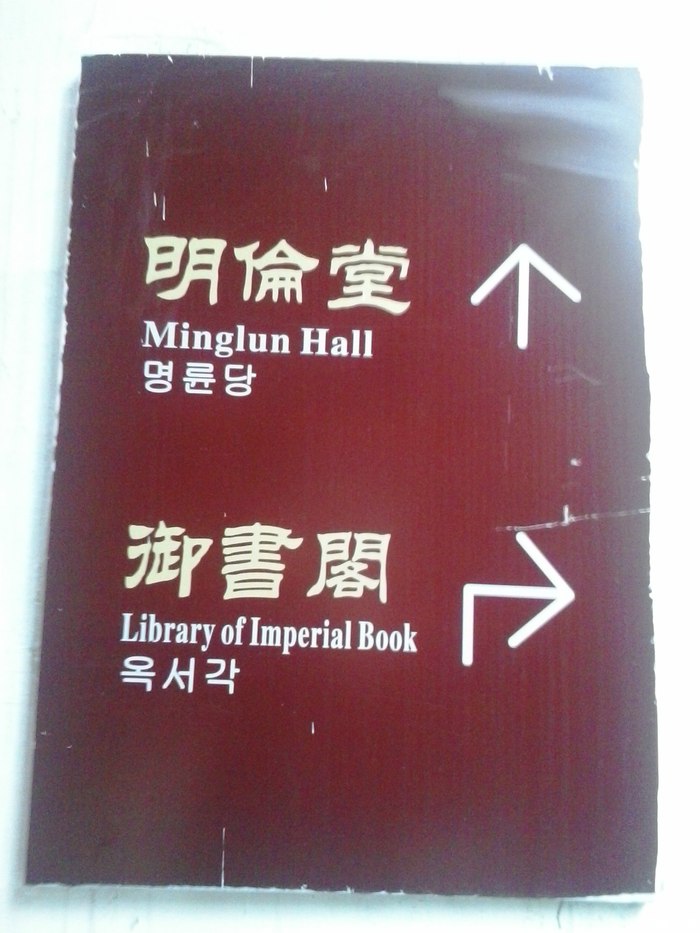 明倫堂
Minglun Hall
명륜당
御書閣
Library of Imperial Book
옥서각